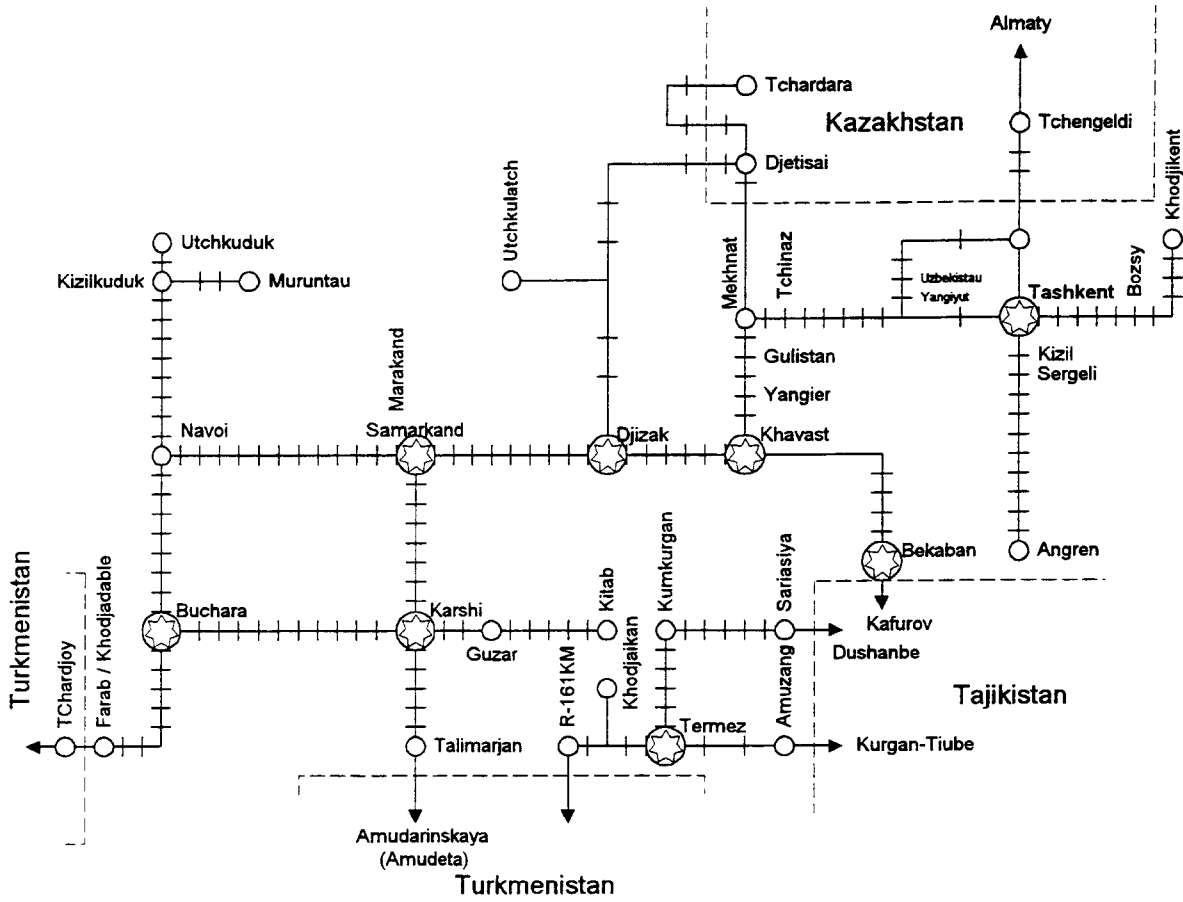 Almaty
Tchardara
Kazakhstan
Tchengeldi
Djetisai
Utchkulatch
Khodjikent
Utchkuduk
Kizilkuduk
Muruntau
Mekhnat
Tchinaz
Uzbekistau
Yangiyut
Tashkent
Bozsy
Gulistan
Kizil
Sergeli
Yangier
Marakand
Navoi
Samarkand
Djizak
Khavast
Bekaban
Angren
Turkmenistan
TChardjoy
Farab / Khodjadable
Buchara
Karshi
Guzar
Kitab
Khodjaikan
R-161KM
Kumkurgan
Sariasiya
Kafurov
Dushanbe
Amuzang
Tajikistan
Termez
Talimarjan
Kurgan-Tiube
Amudarinskaya
(Amudeta)
Turkmenistan